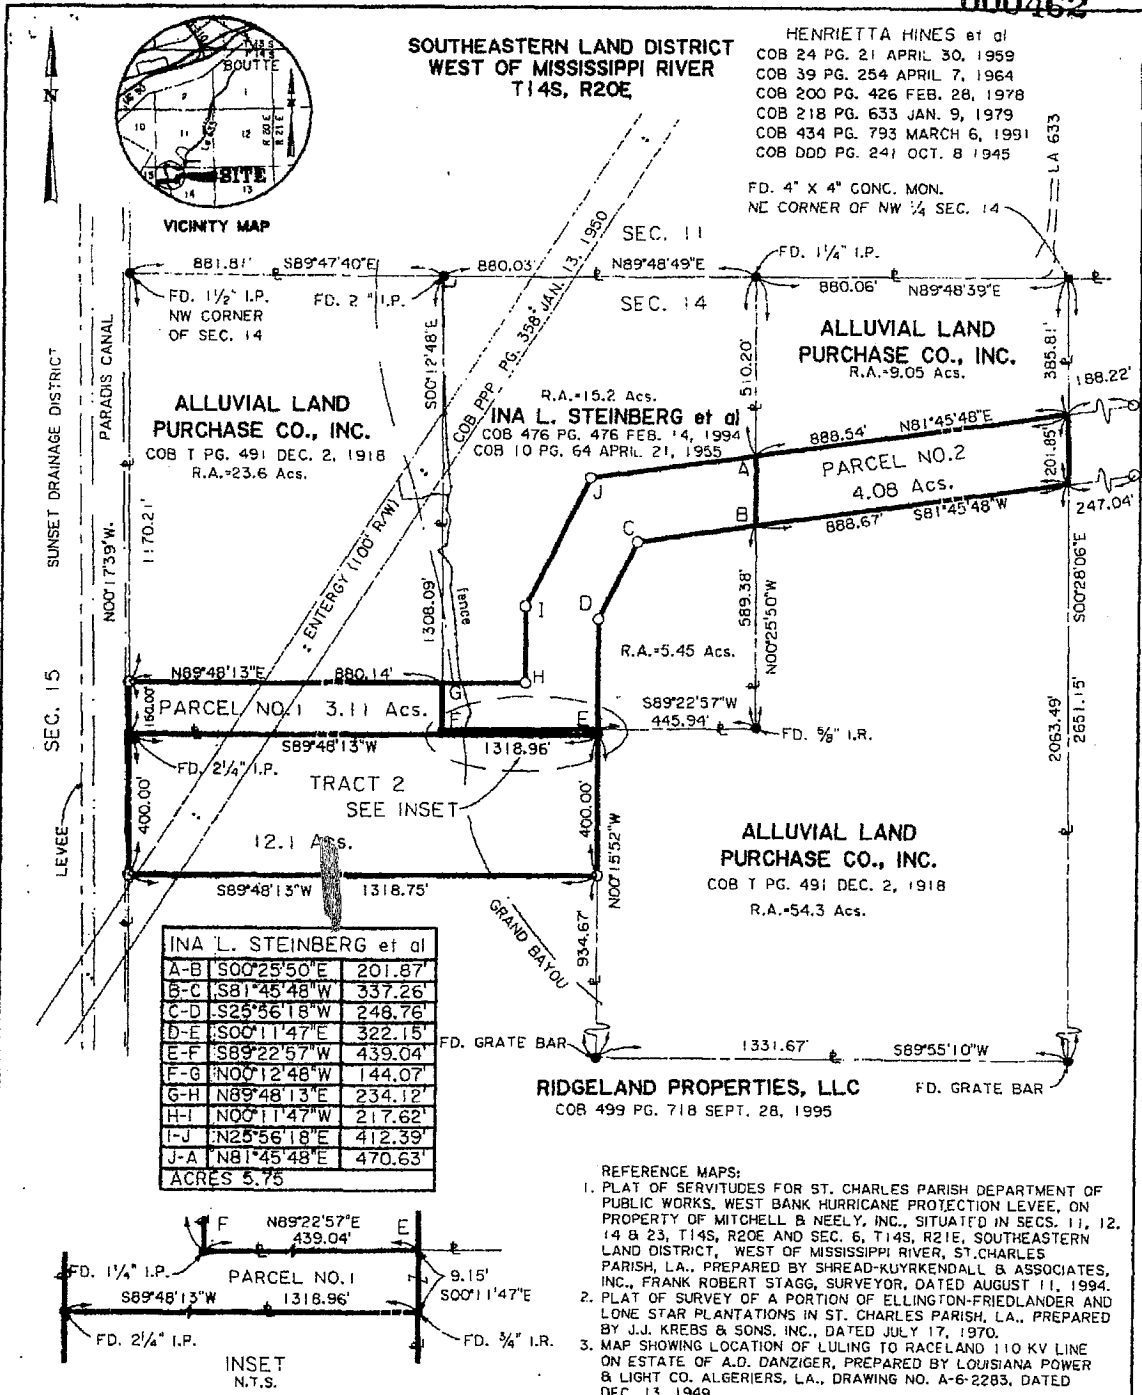 000462
SOUTHEASTERN LAND DISTRICT
WEST OF MISSISSIPPI RIVER
T14S, R20E
HENRIETTA HINES et al
COB 24 PG. 21 APRIL 30, 1959
COB 39 PG. 254 APRIL 7, 1964
COB 200 PG. 426 FEB. 28, 1978
COB 218 PG. 633 JAN. 9, 1979
COB 434 PG. 793 MARCH 6, 1991
COB DDD PG. 241 OCT. 8 1945
N
BOUTTE
T 13 S
T 14 S
2
1
10
11
12
R 20 E
R 21 E
15
14
13
SITE
VICINITY MAP
FD. 4" X 4" CONC. MON.
NE CORNER OF NW ¼ SEC. 14
LA 633
SEC. 11
SEC. 14
881.81'
S89°47'40"E
880.03'
N89°48'49"E
FD. 1¼" I.P.
880.06'
N89°48'39"E
FD. 1½" I.P.
NW CORNER
OF SEC. 14
FD. 2" I.P.
SUNSET DRAINAGE DISTRICT
PARADIS CANAL
N00°17'39"W.
1170.21'
ALLUVIAL LAND
PURCHASE CO., INC.
COB T PG. 491 DEC. 2, 1918
R.A.=23.6 Acs.
S00°12'48"E
1308.09'
fence
COB PPP PG. 358 JAN. 13, 1950
ENTERGY (100' R/W)
R.A.=15.2 Acs.
INA L. STEINBERG et al
COB 476 PG. 476 FEB. 14, 1994
COB 10 PG. 64 APRIL 21, 1955
510.20'
ALLUVIAL LAND
PURCHASE CO., INC.
R.A.=9.05 Acs.
385.81'
188.22'
888.54'
N81°45'48"E
PARCEL NO.2
4.08 Acs.
201.85'
888.67'
S81°45'48"W
247.04'
A
B
C
D
E
F
G
H
I
J
589.38'
N00°25'50"W
S00°28'06"E
2063.49'
2651.15'
R.A.=5.45 Acs.
S89°22'57"W
445.94'
FD. ⅝" I.R.
SEC. 15
LEVEE
N89°48'13"E
880.14'
150.00'
PARCEL NO.1 3.11 Acs.
S89°48'13"W
1318.96'
FD. 2¼" I.P.
TRACT 2
SEE INSET
12.1 Acs.
400.00'
400.00'
N00°15'52"W
S89°48'13"W
1318.75'
GRAND BAYOU
934.67'
ALLUVIAL LAND
PURCHASE CO., INC.
COB T PG. 491 DEC. 2, 1918
R.A.=54.3 Acs.
INA L. STEINBERG et al
A-B S00°25'50"E 201.87'
B-C S81°45'48"W 337.26'
C-D S25°56'18"W 248.76'
D-E S00°11'47"E 322.15'
E-F S89°22'57"W 439.04'
F-G N00°12'48"W 144.07'
G-H N89°48'13"E 234.12'
H-I N00°11'47"W 217.62'
I-J N25°56'18"E 412.39'
J-A N81°45'48"E 470.63'
ACRES 5.75
FD. GRATE BAR
1331.67'
S89°55'10"W
FD. GRATE BAR
RIDGELAND PROPERTIES, LLC
COB 499 PG. 718 SEPT. 28, 1995
F
N89°22'57"E
439.04'
E
FD. 1¼" I.P.
PARCEL NO.1
9.15'
S00°11'47"E
S89°48'13"W
1318.96'
FD. 2¼" I.P.
FD. ¾" I.R.
INSET
N.T.S.
REFERENCE MAPS:
1. PLAT OF SERVITUDES FOR ST. CHARLES PARISH DEPARTMENT OF
PUBLIC WORKS, WEST BANK HURRICANE PROTECTION LEVEE, ON
PROPERTY OF MITCHELL & NEELY, INC., SITUATED IN SECS. 11, 12,
14 & 23, T14S, R20E AND SEC. 6, T14S, R21E, SOUTHEASTERN
LAND DISTRICT, WEST OF MISSISSIPPI RIVER, ST.CHARLES
PARISH, LA., PREPARED BY SHREAD-KUYRKENDALL & ASSOCIATES,
INC., FRANK ROBERT STAGG, SURVEYOR, DATED AUGUST 11, 1994.
2. PLAT OF SURVEY OF A PORTION OF ELLINGTON-FRIEDLANDER AND
LONE STAR PLANTATIONS IN ST. CHARLES PARISH, LA., PREPARED
BY J.J. KREBS & SONS, INC., DATED JULY 17, 1970.
3. MAP SHOWING LOCATION OF LULING TO RACELAND 110 KV LINE
ON ESTATE OF A.D. DANZIGER, PREPARED BY LOUISIANA POWER
& LIGHT CO. ALGERIERS, LA., DRAWING NO. A-6-2283, DATED
DEC. 13, 1949